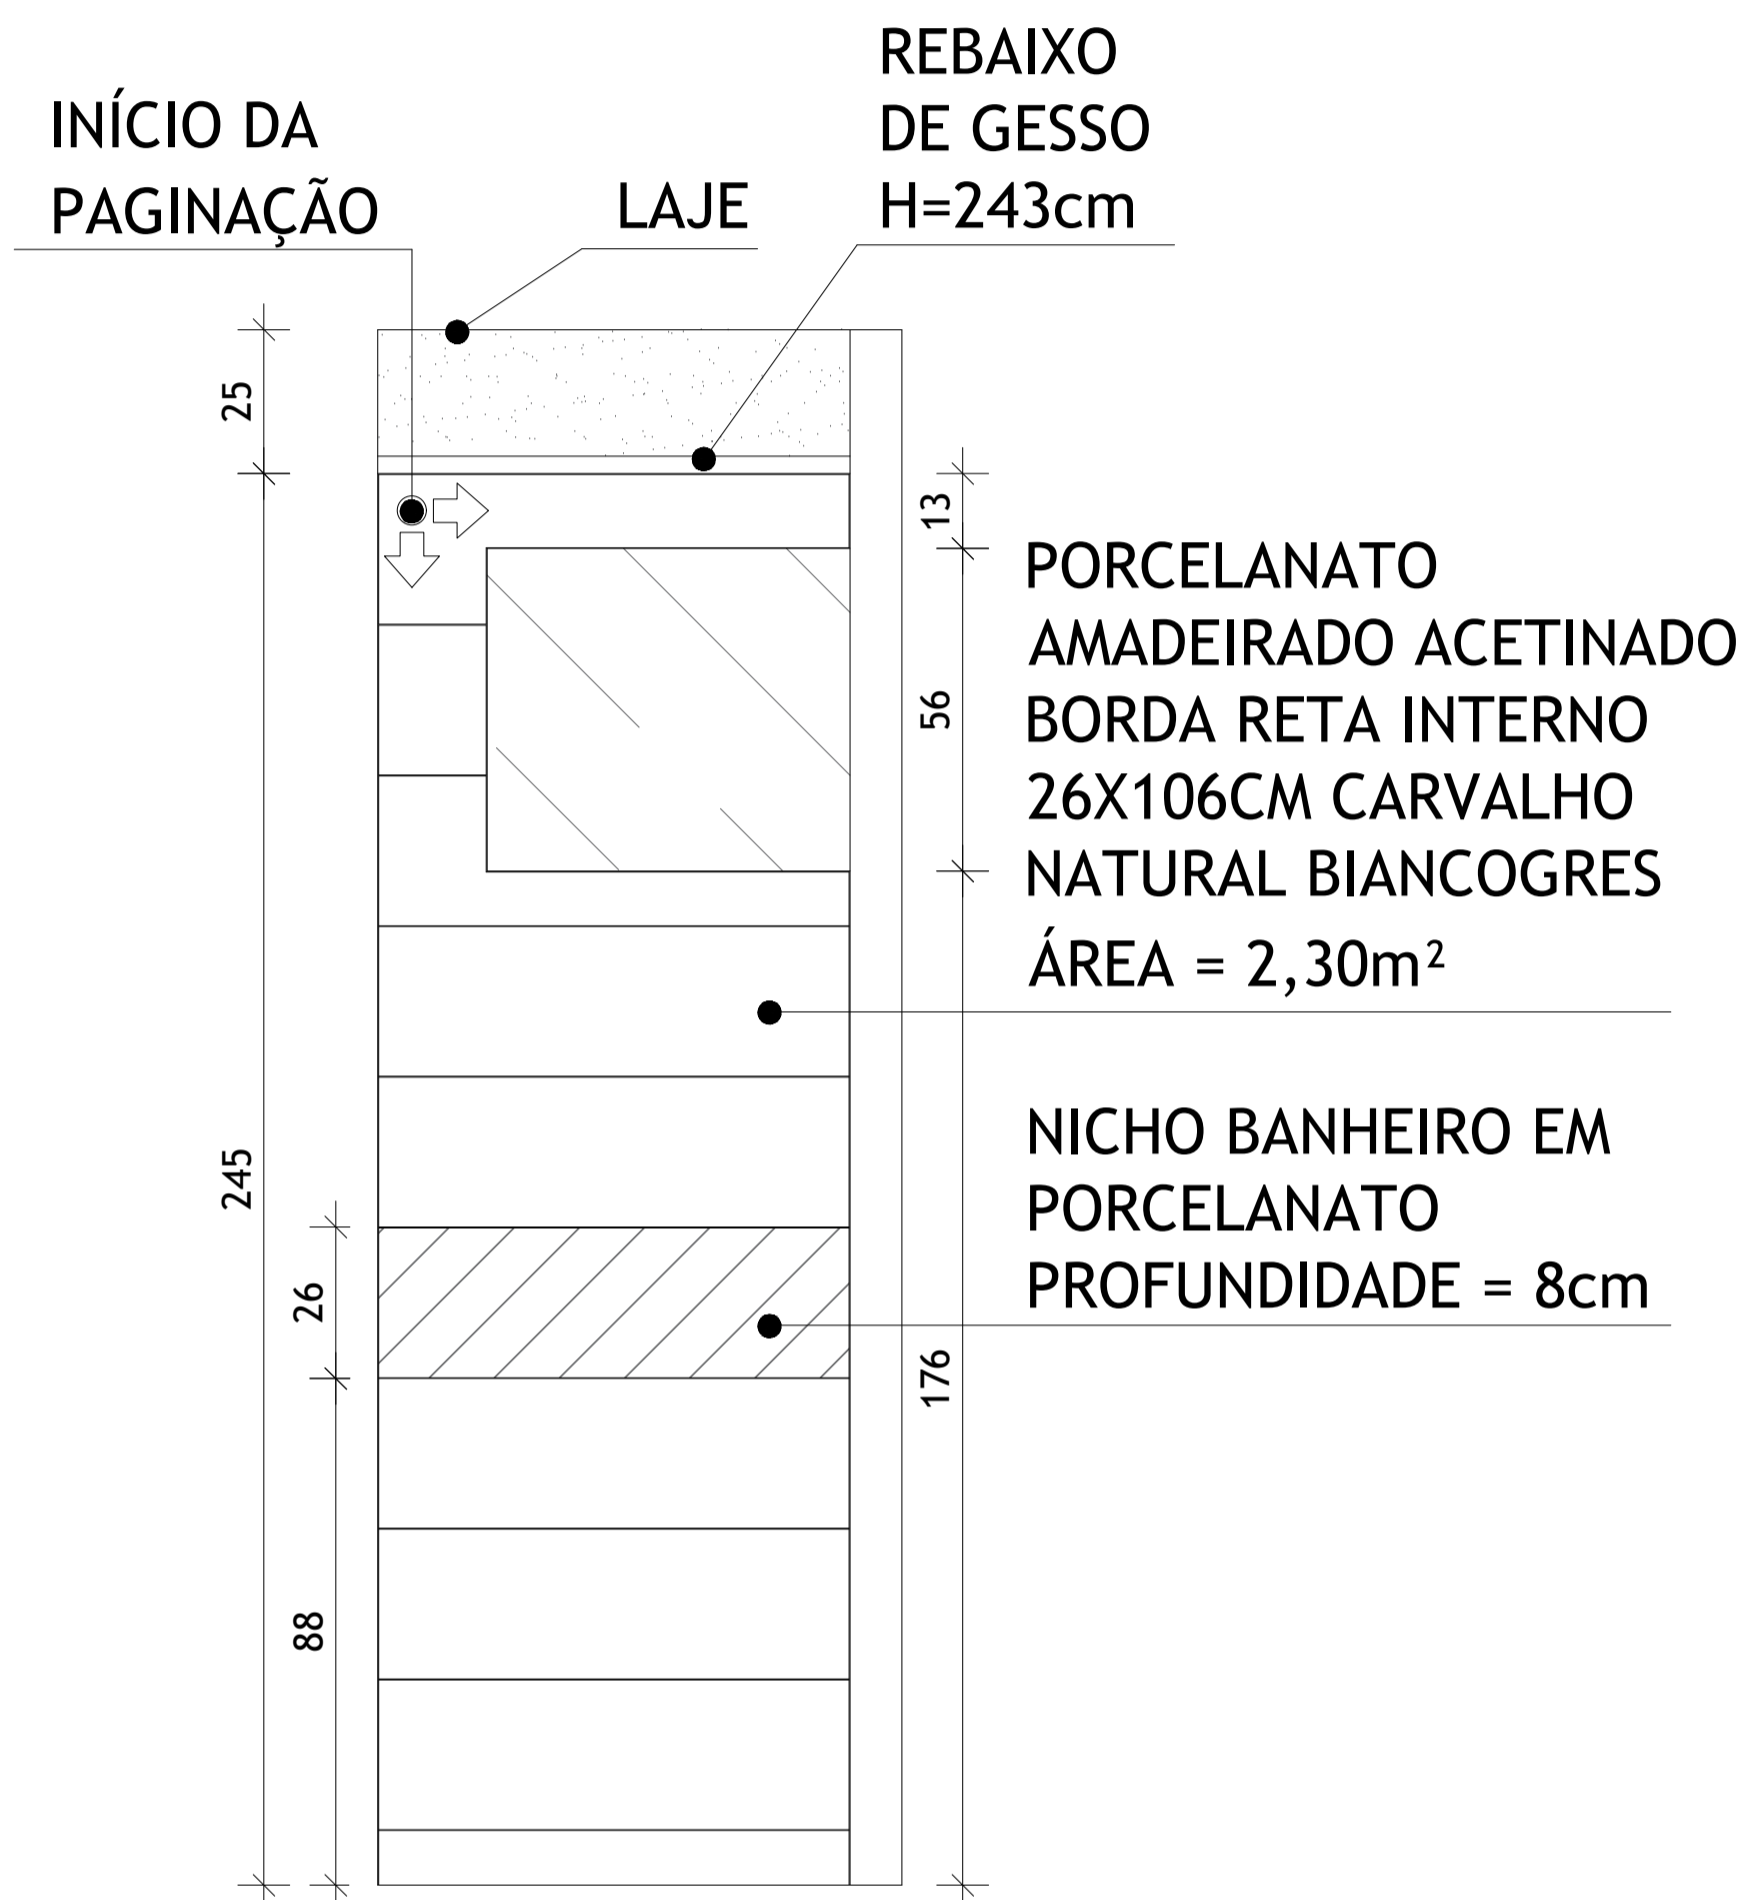 INÍCIO DA
PAGINAÇÃO
LAJE
REBAIXO
DE GESSO
H=243cm
25
13
PORCELANATO
AMADEIRADO ACETINADO
BORDA RETA INTERNO
26X106CM CARVALHO
NATURAL BIANCOGRES
ÁREA = 2,30m²
56
245
NICHO BANHEIRO EM
PORCELANATO
PROFUNDIDADE = 8cm
26
176
88